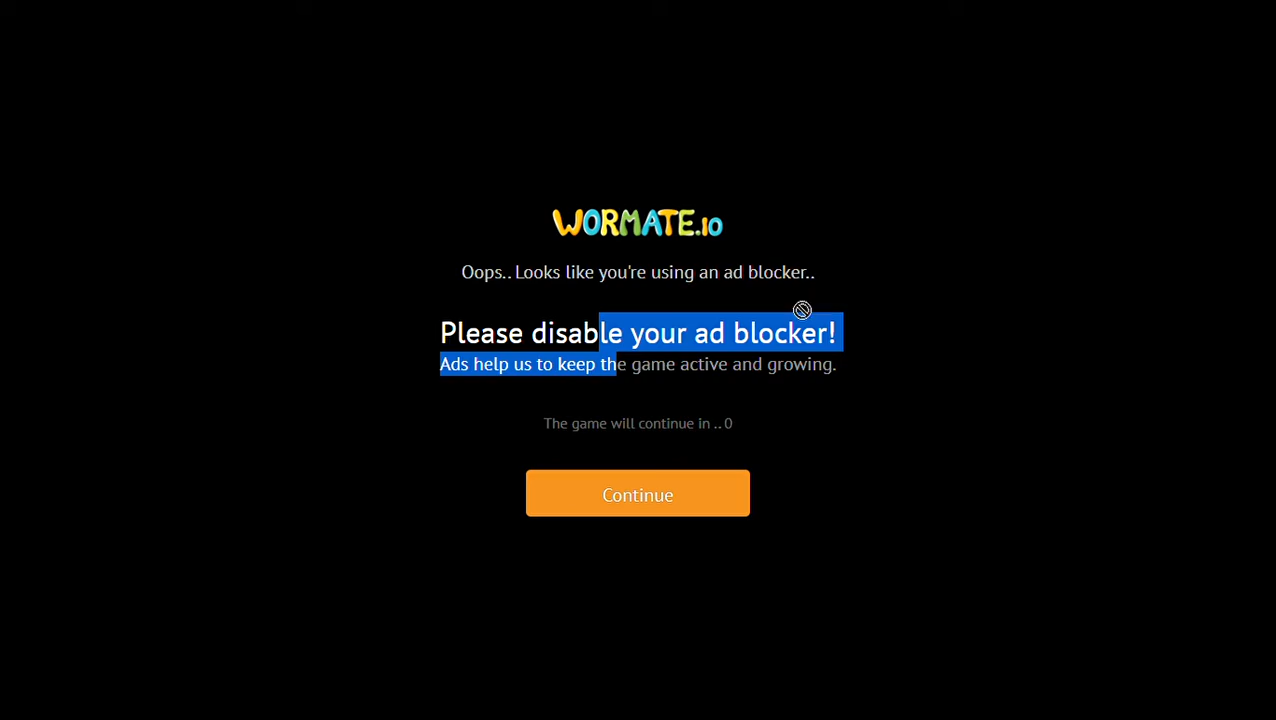 WORMATE.io
Oops.. Looks like you're using an ad blocker..
Please disable your ad blocker!
Ads help us to keep the game active and growing.
The game will continue in .. 0
Continue